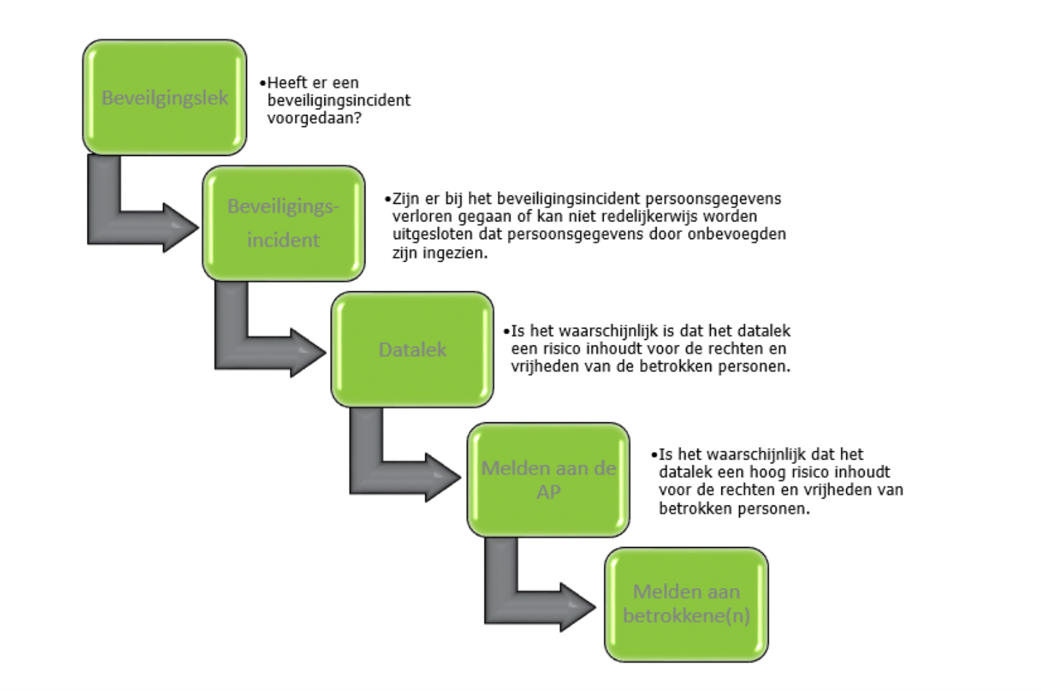 Beveilgingslek
•Heeft er een
beveiligingsincident
voorgedaan?
Beveiligings-
incident
•Zijn er bij het beveiligingsincident persoonsgegevens
verloren gegaan of kan niet redelijkerwijs worden
uitgesloten dat persoonsgegevens door onbevoegden
zijn ingezien.
Datalek
•Is het waarschijnlijk is dat het datalek
een risico inhoudt voor de rechten en
vrijheden van de betrokken personen.
Melden aan de
AP
•Is het waarschijnlijk dat het
datalek een hoog risico inhoudt
voor de rechten en vrijheden van
betrokken personen.
Melden aan
betrokkene(n)